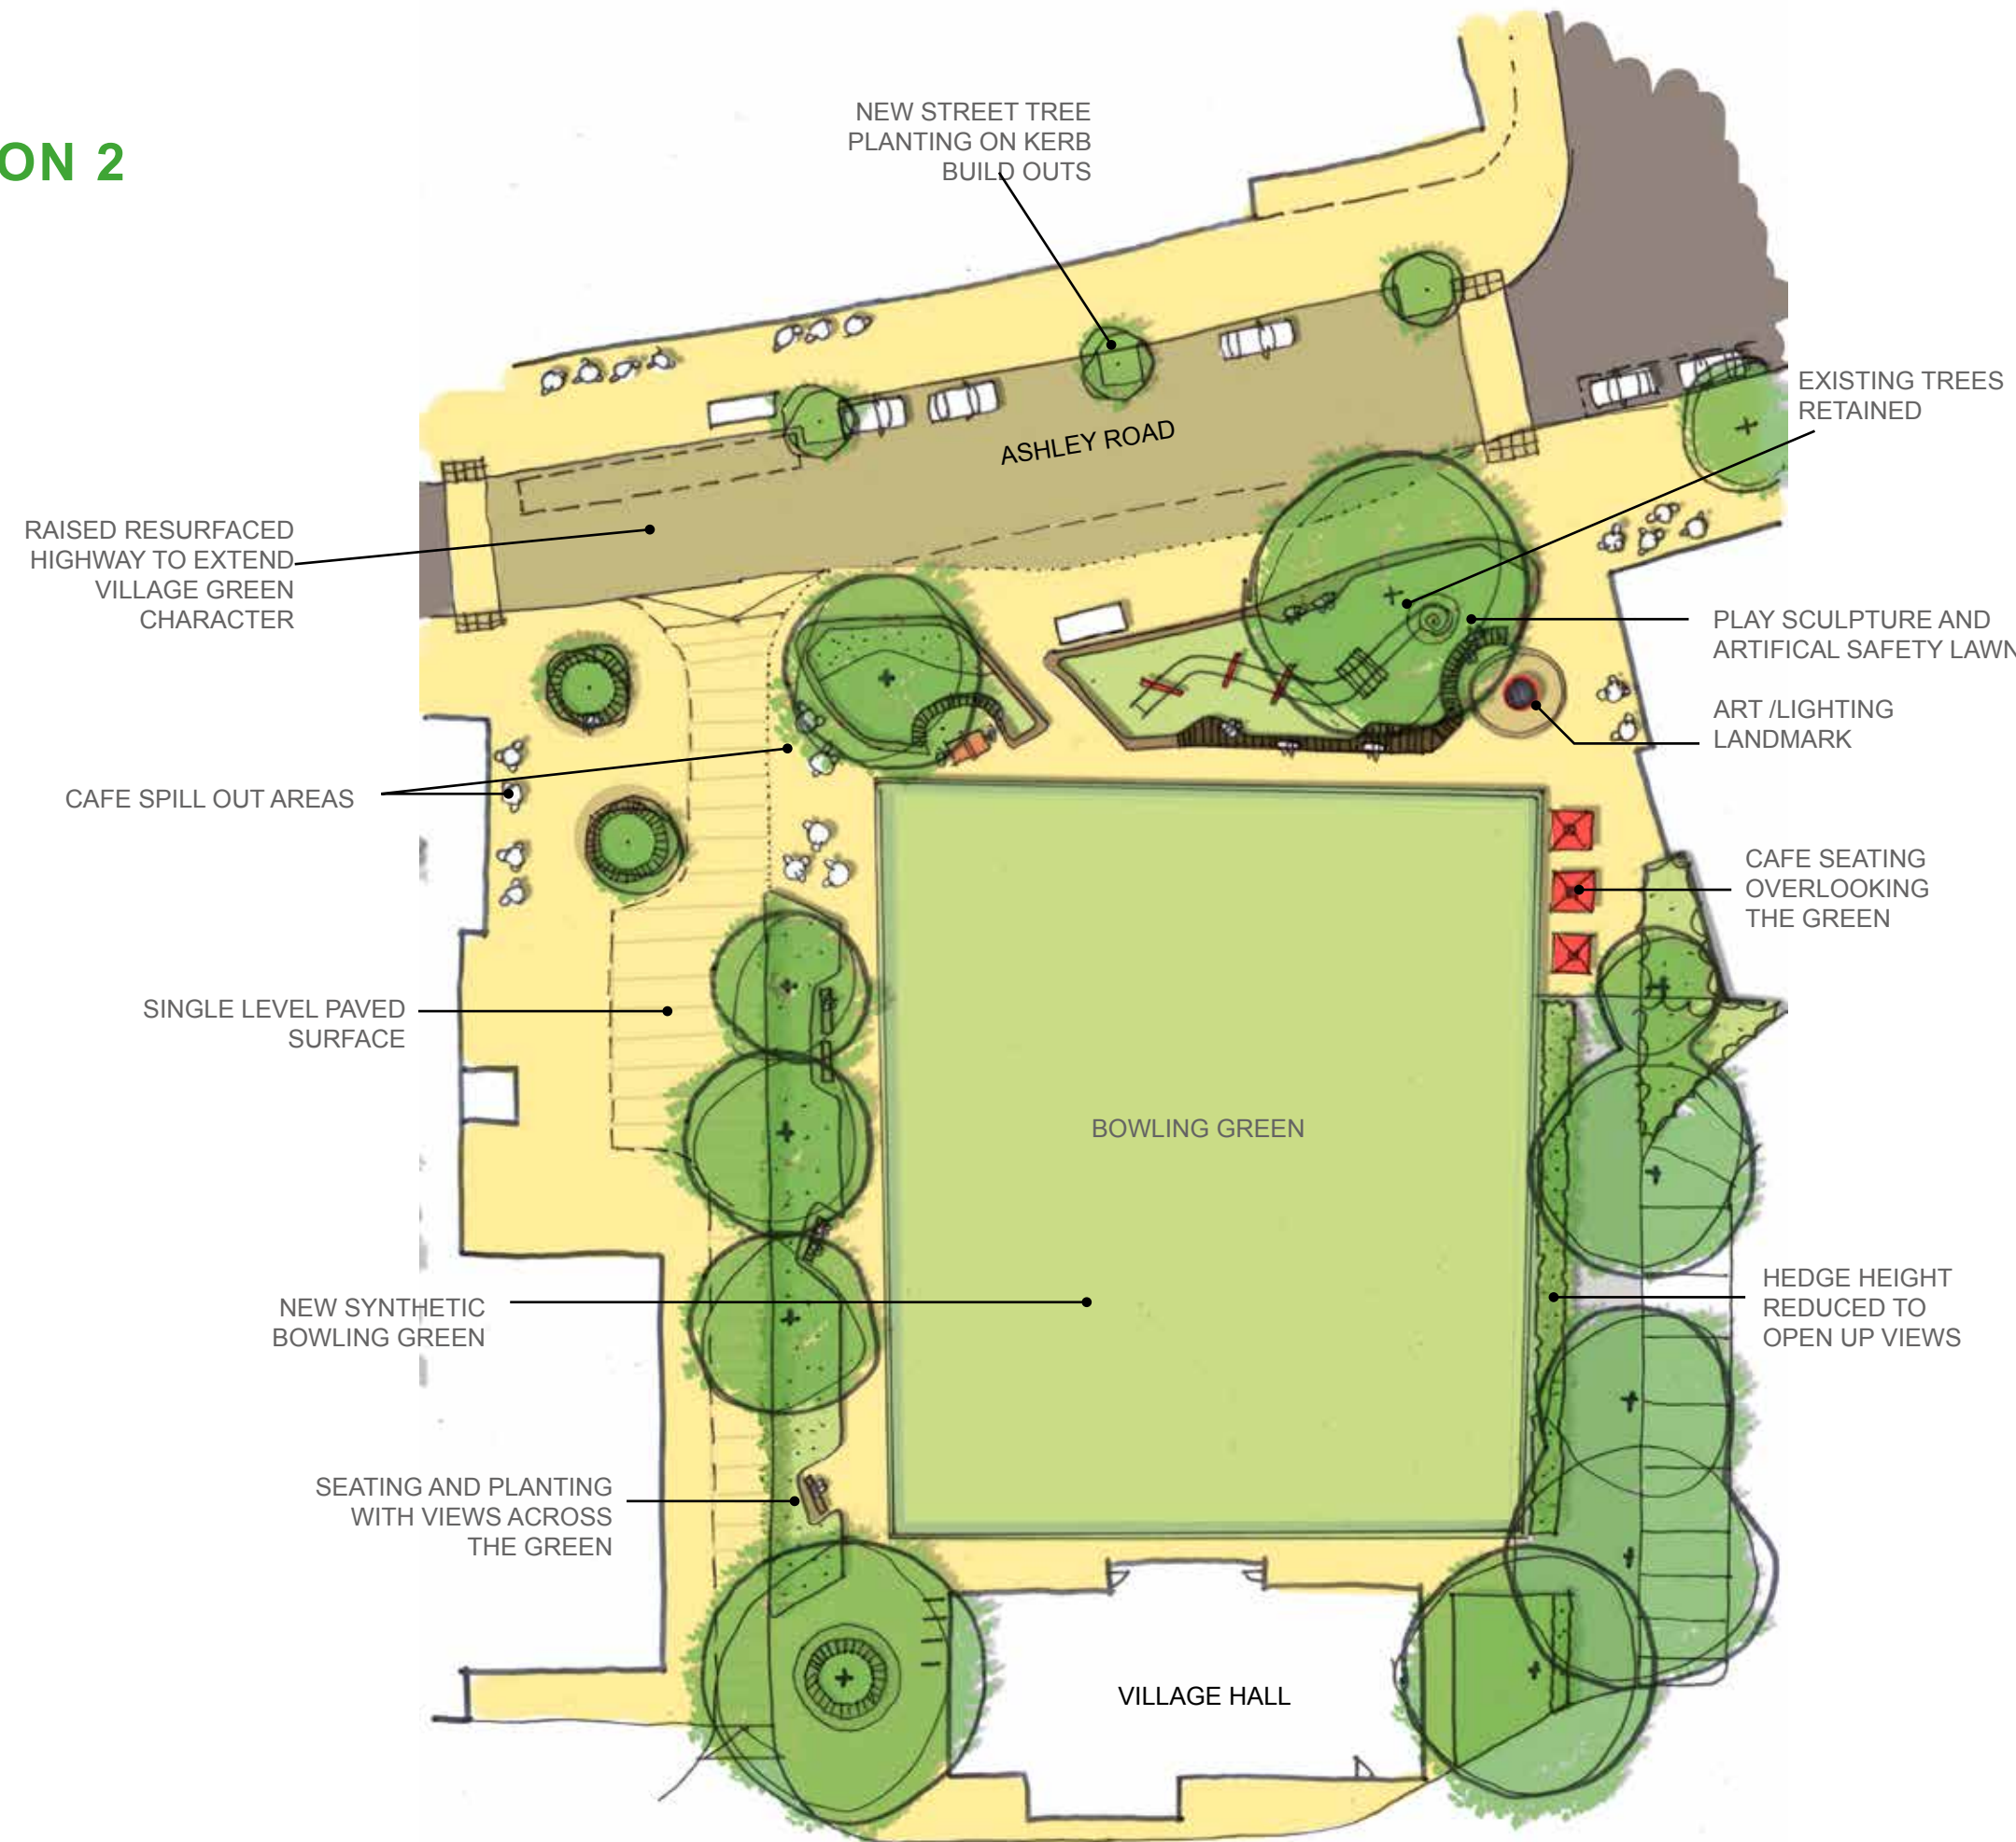 ON 2
NEW STREET TREE
PLANTING ON KERB
BUILD OUTS
ASHLEY ROAD
EXISTING TREES
RETAINED
RAISED RESURFACED
HIGHWAY TO EXTEND
VILLAGE GREEN
CHARACTER
PLAY SCULPTURE AND
ARTIFICAL SAFETY LAWN
ART /LIGHTING
LANDMARK
CAFE SPILL OUT AREAS
CAFE SEATING
OVERLOOKING
THE GREEN
SINGLE LEVEL PAVED
SURFACE
BOWLING GREEN
NEW SYNTHETIC
BOWLING GREEN
HEDGE HEIGHT
REDUCED TO
OPEN UP VIEWS
SEATING AND PLANTING
WITH VIEWS ACROSS
THE GREEN
VILLAGE HALL